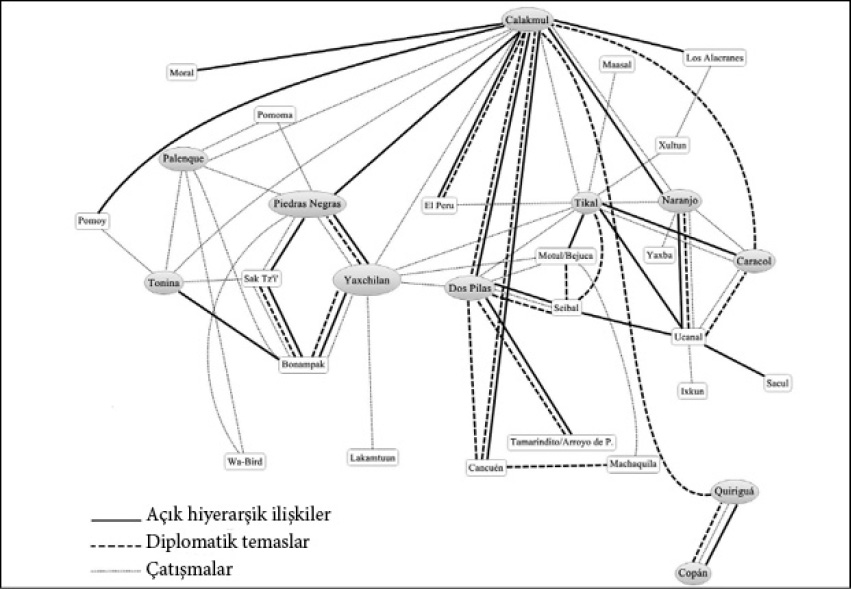 Calakmul
Moral
Maasal
Los Alacranes
Pomoma
Palenque
Xultun
Piedras Negras
El Peru
Tikal
Naranjo
Pomoy
Motul/Bejuca
Yaxba
Caracol
Tonina
Sak Tz'i'
Yaxchilan
Dos Pilas
Seibal
Ucanal
Bonampak
Ixkun
Sacul
Tamarindito/Arroyo de P.
Wa-Bird
Lakamtuun
Cancuén
Machaquila
Quiriguá
Copán
Açık hiyerarşik ilişkiler
Diplomatik temaslar
Çatışmalar